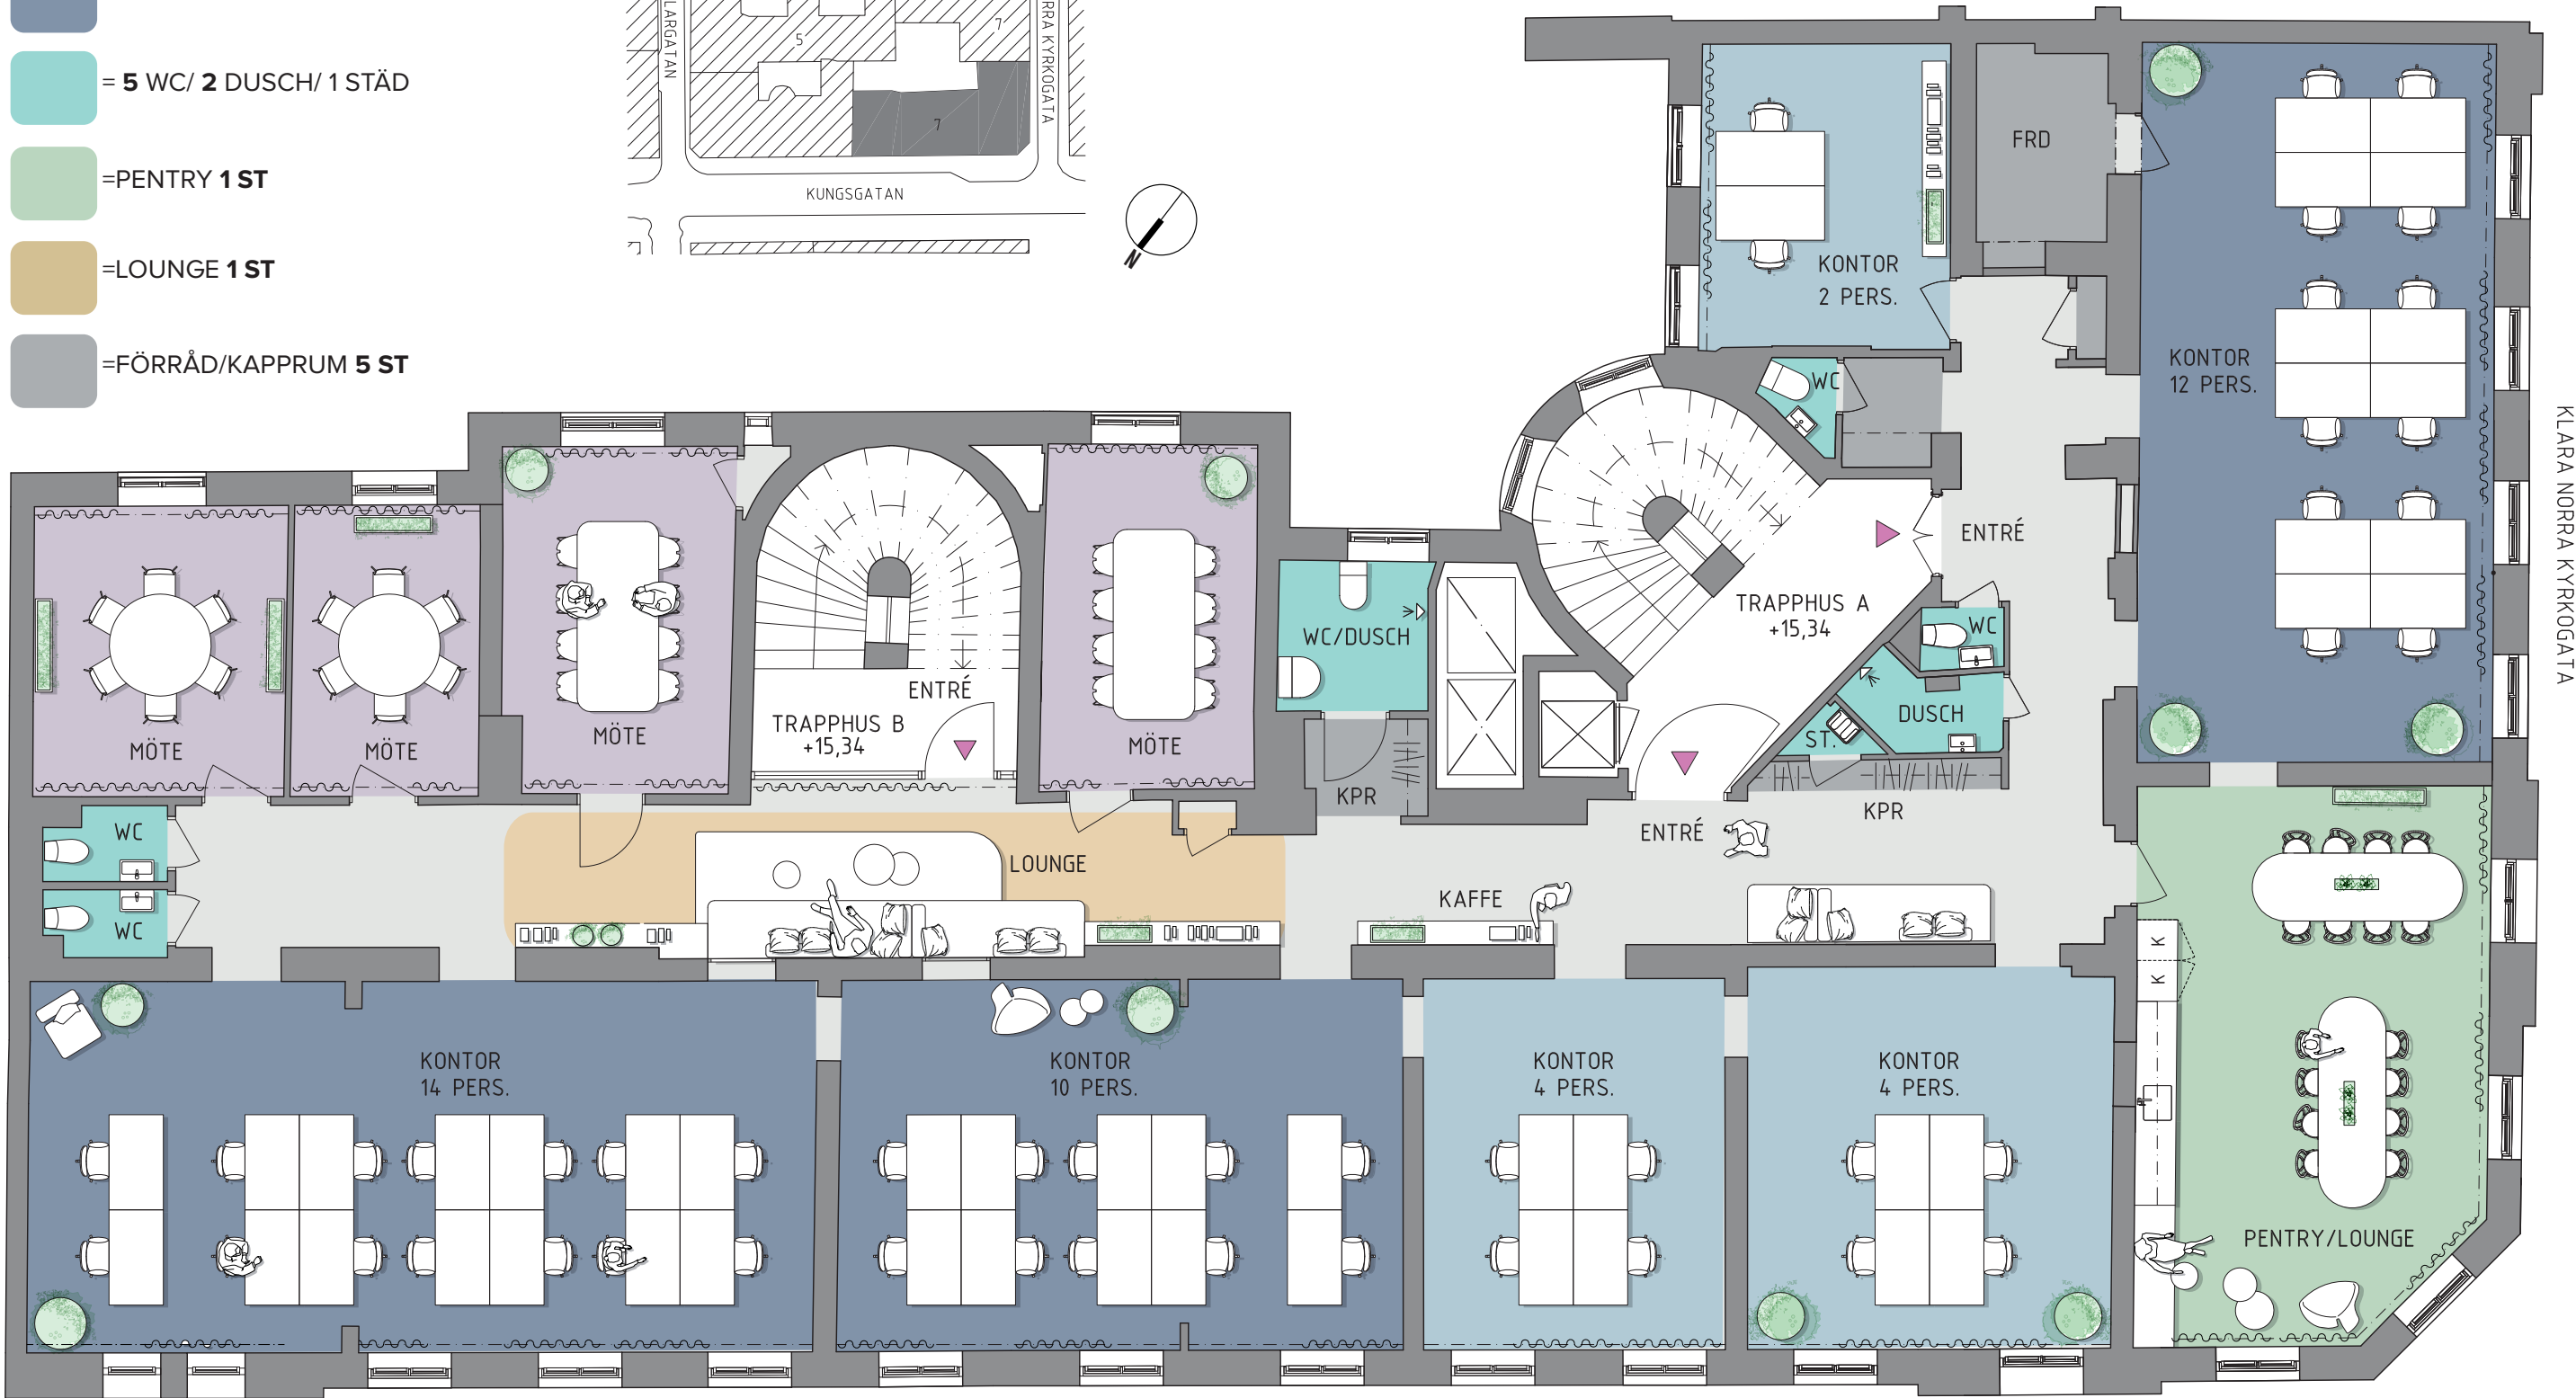 = 5 WC/ 2 DUSCH/ 1 STÄD
=PENTRY 1 ST
=LOUNGE 1 ST
=FÖRRÅD/KAPPRUM 5 ST
5
7
7
KUNGSGATAN
N
FRD
KONTOR
2 PERS.
KONTOR
12 PERS.
KLARA NORRA KYRKOGATA
WC
ENTRÉ
TRAPPHUS A
+15,34
WC
DUSCH
ST.
WC/DUSCH
KPR
KPR
ENTRÉ
ENTRÉ
TRAPPHUS B
+15,34
MÖTE
MÖTE
MÖTE
MÖTE
WC
WC
LOUNGE
KAFFE
K
K
KONTOR
14 PERS.
KONTOR
10 PERS.
KONTOR
4 PERS.
KONTOR
4 PERS.
PENTRY/LOUNGE